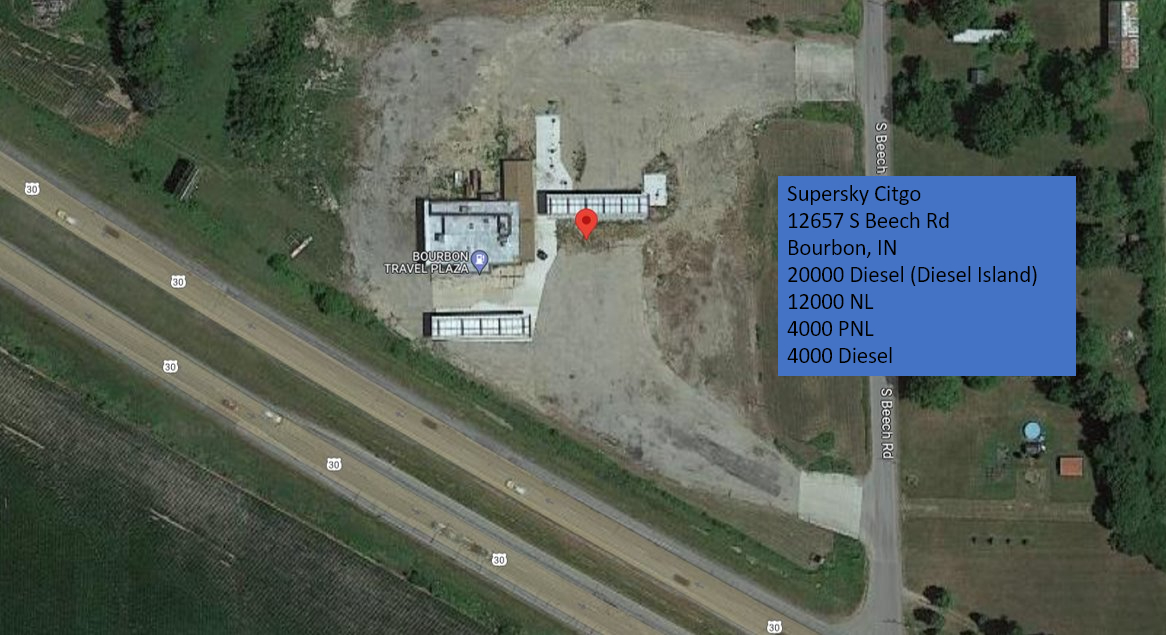 30
S Beech
Supersky Citgo
12657 S Beech Rd
Bourbon, IN
20000 Diesel (Diesel Island)
12000 NL
4000 PNL
4000 Diesel
BOURBON
TRAVEL PLAZA
30
30
S Beech Rd
30
30
30